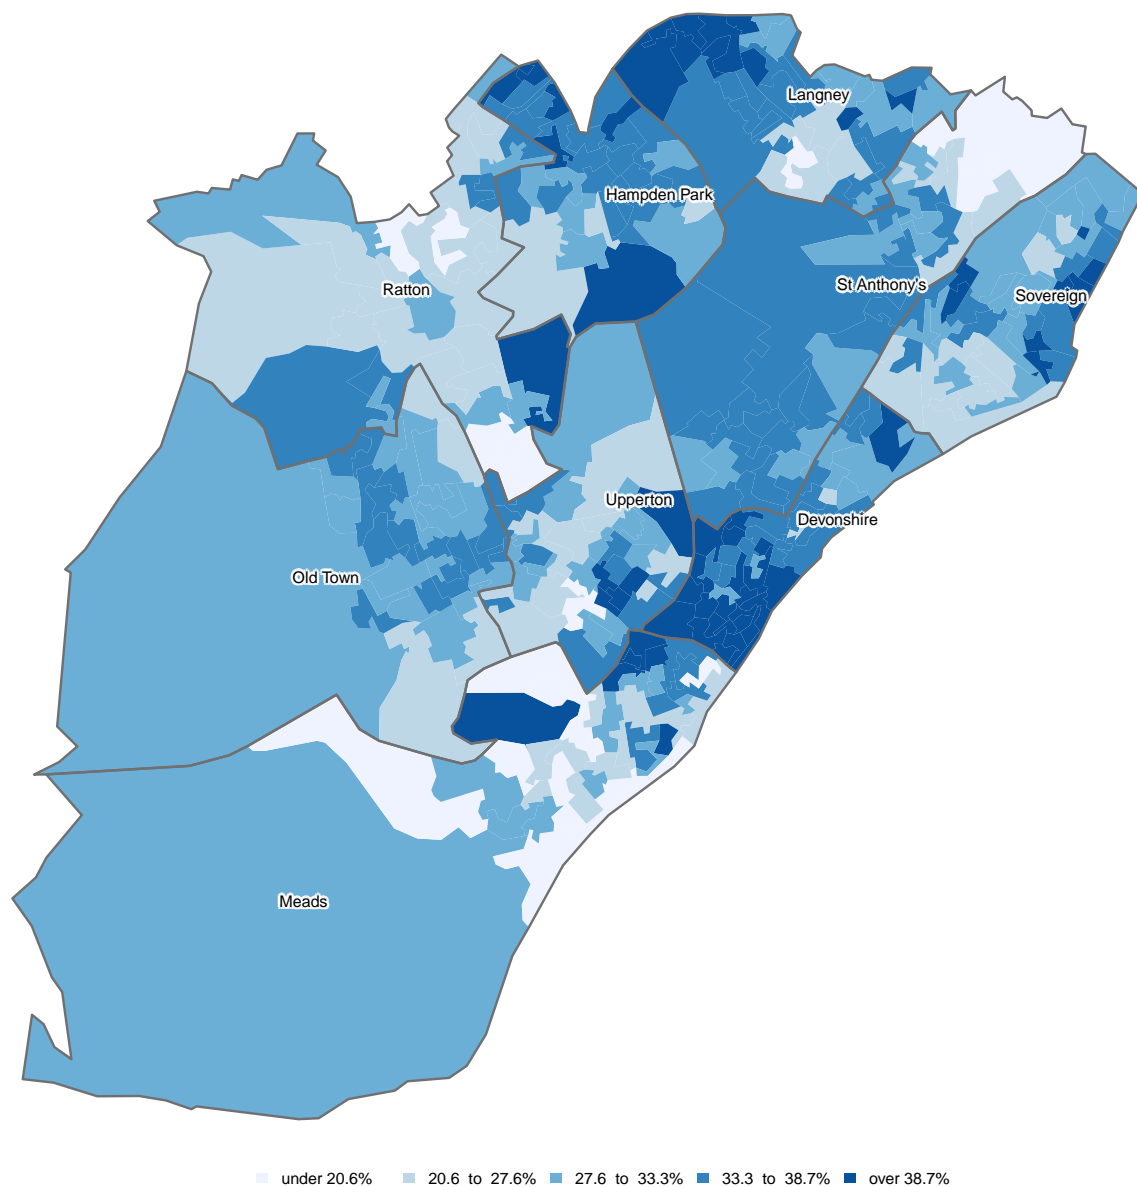 Langney
Hampden Park
Ratton
St Anthony's
Sovereign
Upperton
Devonshire
Old Town
Meads
under 20.6% 20.6 to 27.6% 27.6 to 33.3% 33.3 to 38.7% over 38.7%